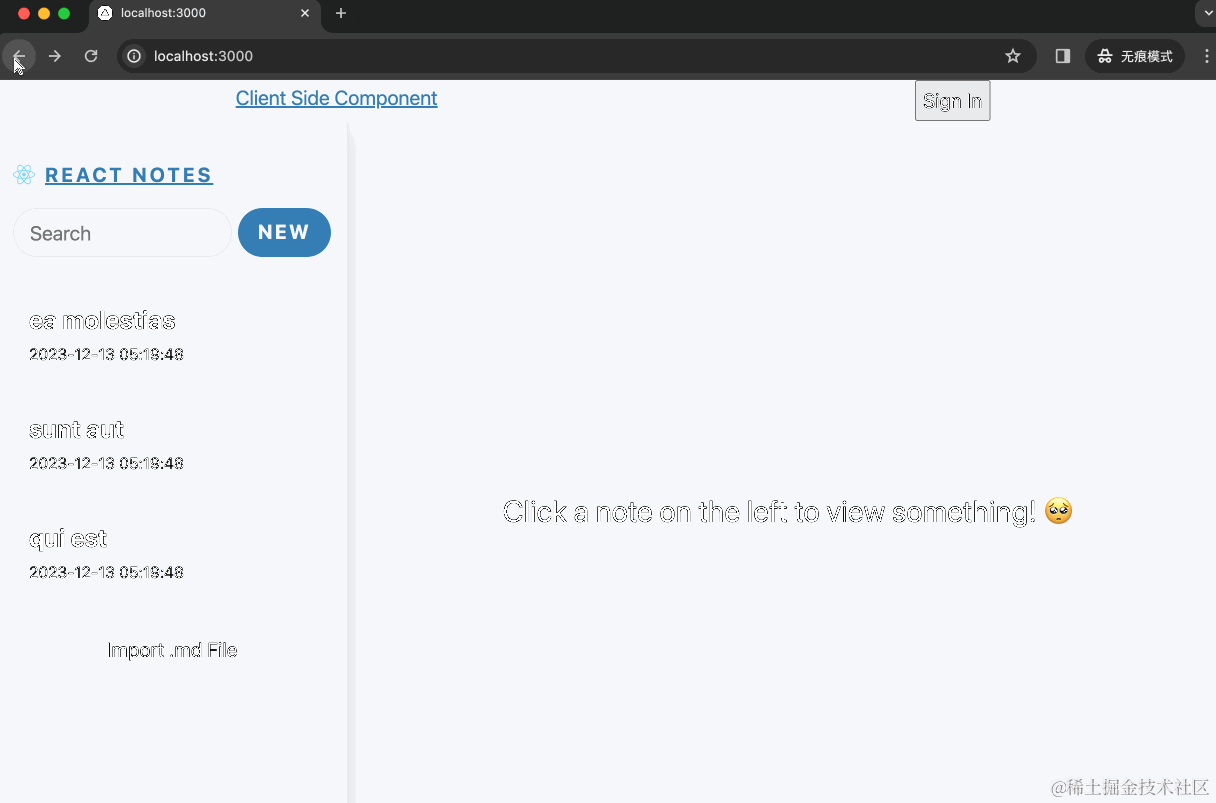 localhost:3000
localhost:3000
无痕模式
Client Side Component
Sign In
REACT NOTES
Search
NEW
ea molestias
2023-12-13 05:19:48
sunt aut
2023-12-13 05:19:48
qui est
2023-12-13 05:19:48
Import .md File
Click a note on the left to view something! 🥺
@稀土掘金技术社区